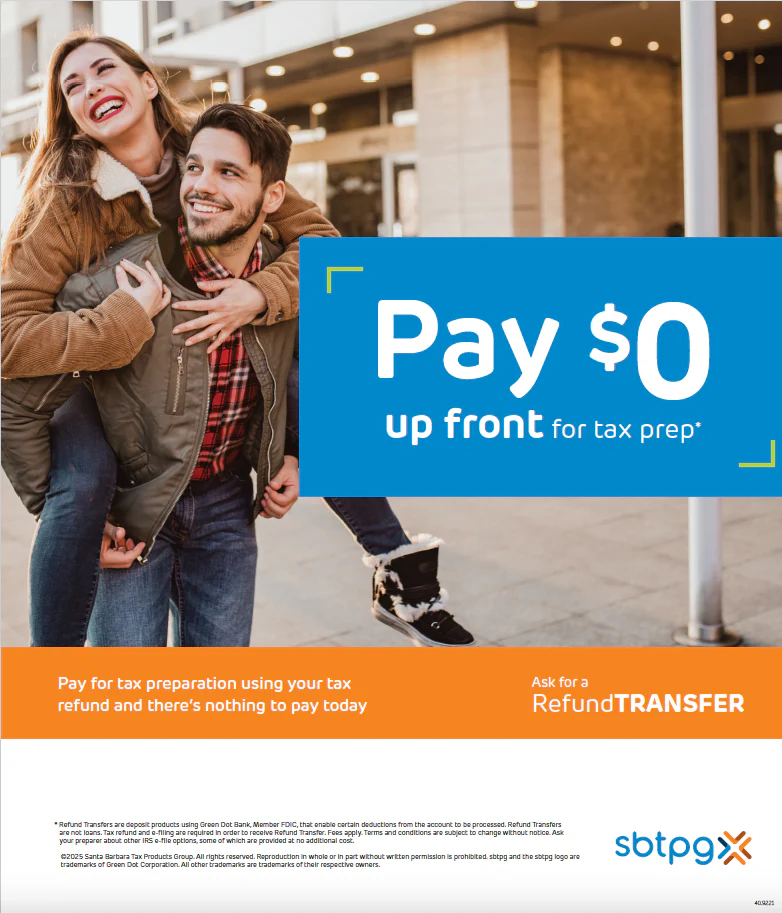 Pay $0
up front for tax prep*
Pay for tax preparation using your tax
refund and there's nothing to pay today
Ask for a
RefundTRANSFER
* Refund Transfers are deposit products using Green Dot Bank, Member FDIC, that enable certain deductions from the account to be processed. Refund Transfers
are not loans. Tax refund and e-filing are required in order to receive Refund Transfer. Fees apply. Terms and conditions are subject to change without notice. Ask
your preparer about other IRS e-file options, some of which are provided at no additional cost.
©2025 Santa Barbara Tax Products Group. All rights reserved. Reproduction in whole or in part without written permission is prohibited. sbtpg and the sbtpg logo are
trademarks of Green Dot Corporation. All other trademarks are trademarks of their respective owners.
sbtpg
40.9221